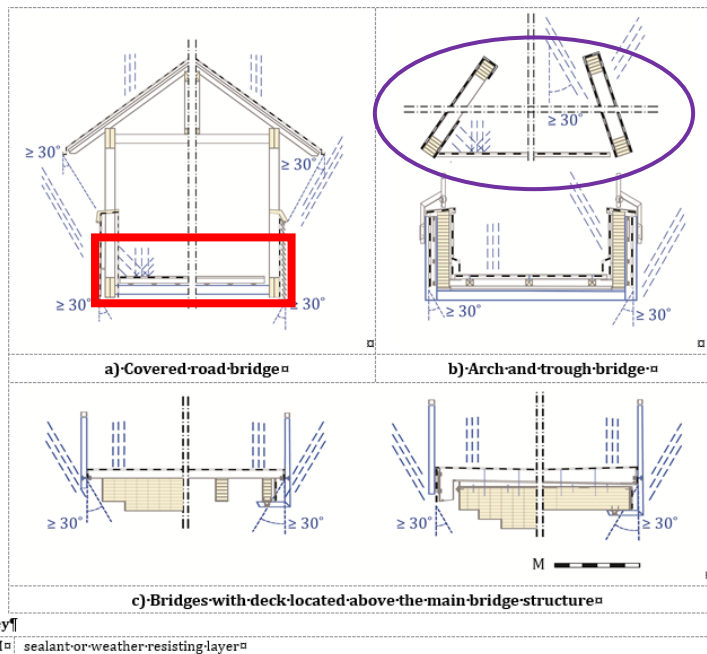 ≥ 30°
≥ 30°
≥ 30°
≥ 30°
≥ 30°
≥ 30°
≥ 30°
¤
¤
a)·Covered·road·bridge¤
b)·Arch·and·trough·bridge·¤
≥ 30°
≥ 30°
≥ 30°
≥ 30°
M
c)·Bridges·with·deck·located·above·the·main·bridge·structure¤
ey¶
I¤ sealant·or·weather·resisting·layer¤